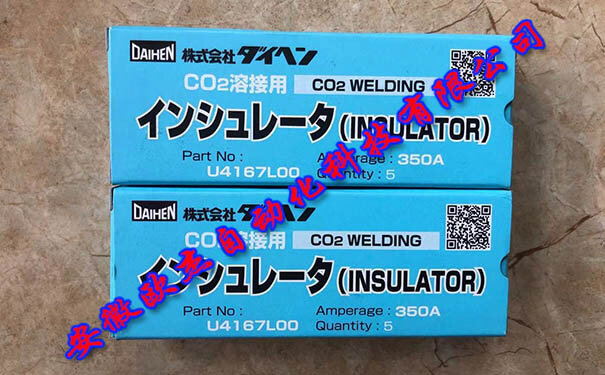 DAIHEN 株式会社ダイヘン
CO2溶接用 CO2 WELDING
インシュレータ(INSULATOR)
Part No : Amperage : 350A
U4167L00 Quantity : 5
DAIHEN 株式会社ダイヘン
CO2溶接用 CO2 WELDING
インシュレータ(INSULATOR)
Part No : Amperage : 350A
U4167L00 Quantity : 5
安徽欧杰自动化科技有限公司